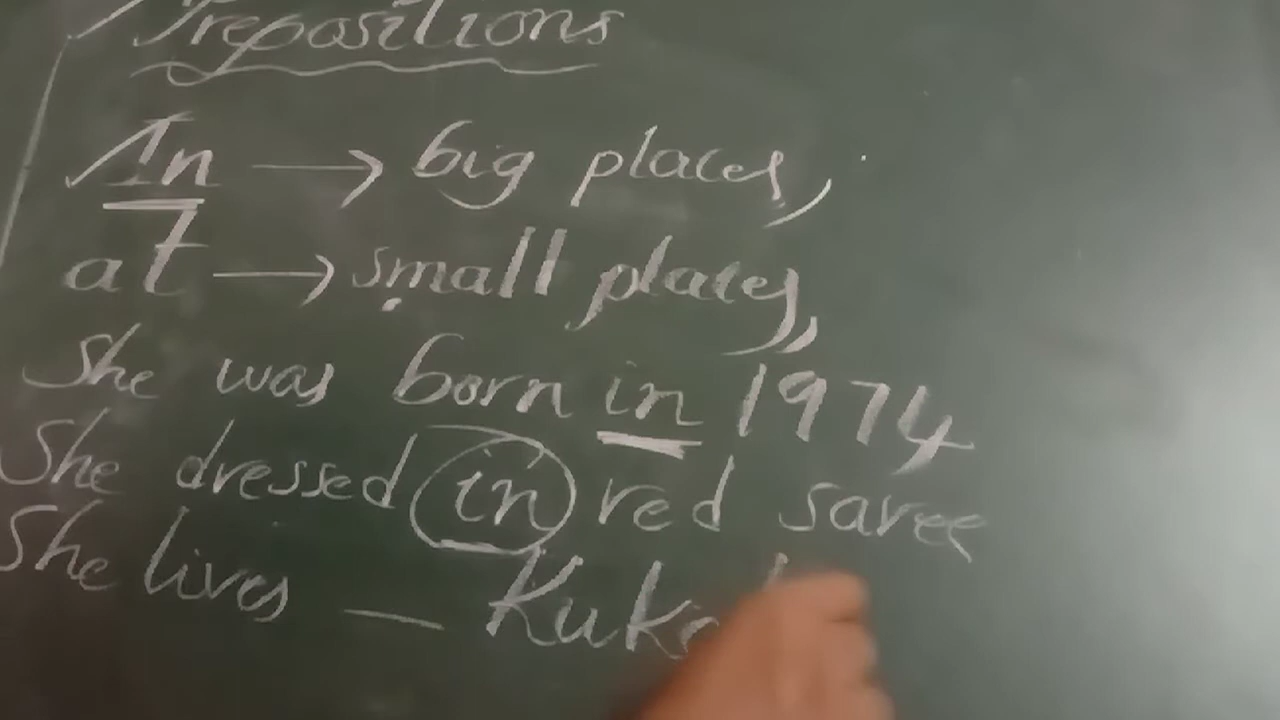 Prepositions
In → big places,
at → small places,,
She was born in 1974
She dressed in red saree
She lives —